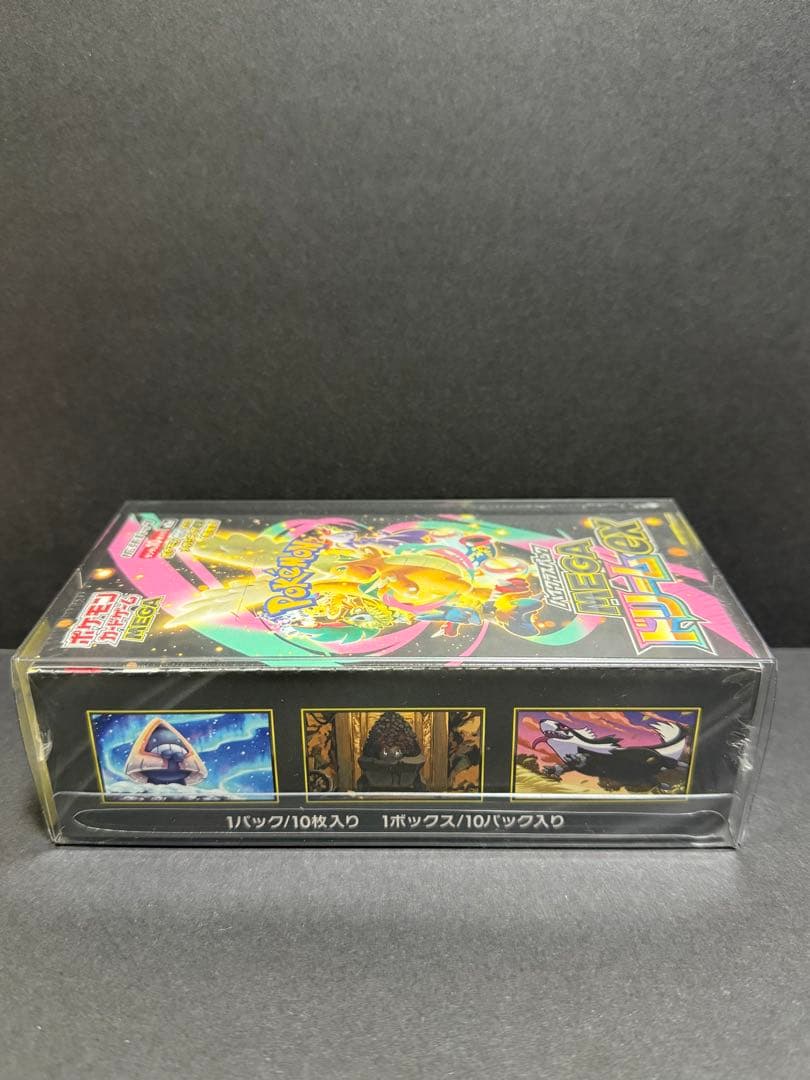 ポケモン
カードゲーム
MEGA
Pokémon
ハイクラスパック
MEGA
ドリームex
1パック/10枚入り 1ボックス/10パック入り